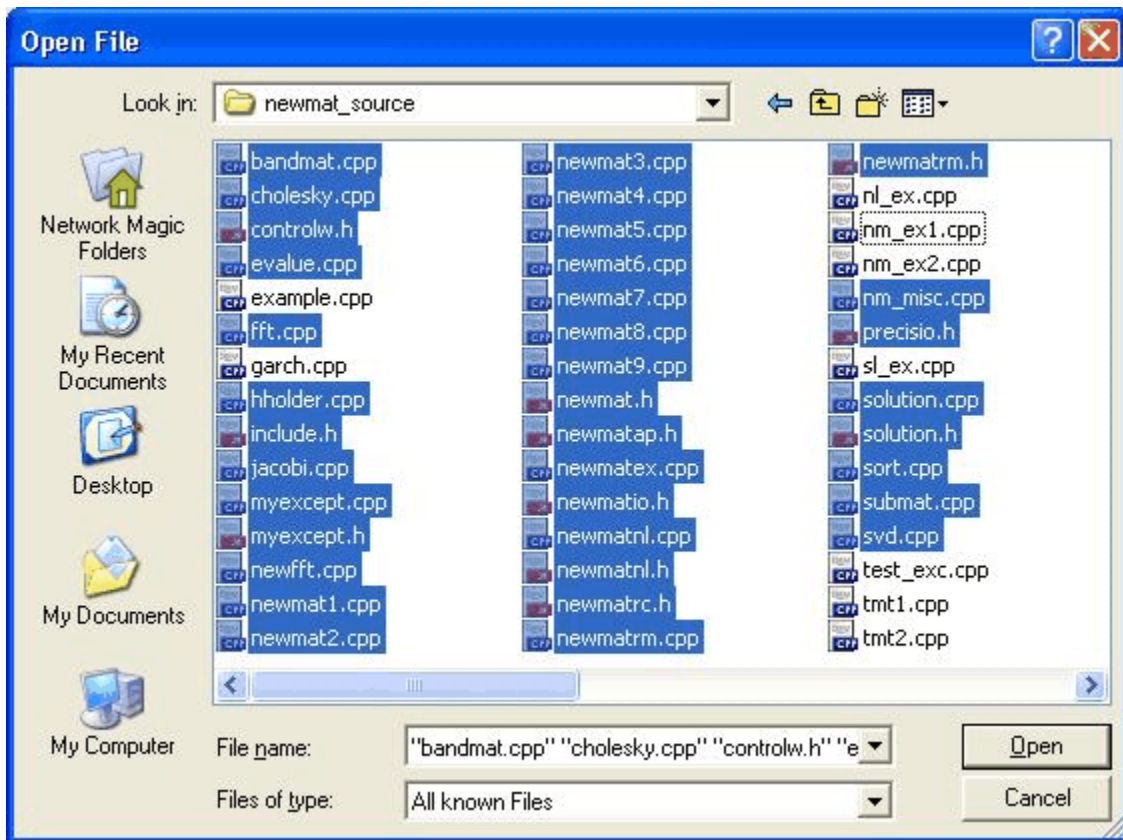 Open File
Look in:
newmat_source
Network Magic
Folders
My Recent
Documents
Desktop
My Documents
My Computer
bandmat.cpp
cholesky.cpp
controlw.h
evalue.cpp
example.cpp
fft.cpp
garch.cpp
hholder.cpp
include.h
jacobi.cpp
myexcept.cpp
myexcept.h
newfft.cpp
newmat1.cpp
newmat2.cpp
newmat3.cpp
newmat4.cpp
newmat5.cpp
newmat6.cpp
newmat7.cpp
newmat8.cpp
newmat9.cpp
newmat.h
newmatap.h
newmatex.cpp
newmatio.h
newmatnl.cpp
newmatnl.h
newmatrc.h
newmatrm.cpp
newmatrm.h
nl_ex.cpp
nm_ex1.cpp
nm_ex2.cpp
nm_misc.cpp
precisio.h
sl_ex.cpp
solution.cpp
solution.h
sort.cpp
submat.cpp
svd.cpp
test_exc.cpp
tmt1.cpp
tmt2.cpp
File name:
"bandmat.cpp" "cholesky.cpp" "controlw.h" "e
Open
Files of type:
All known Files
Cancel